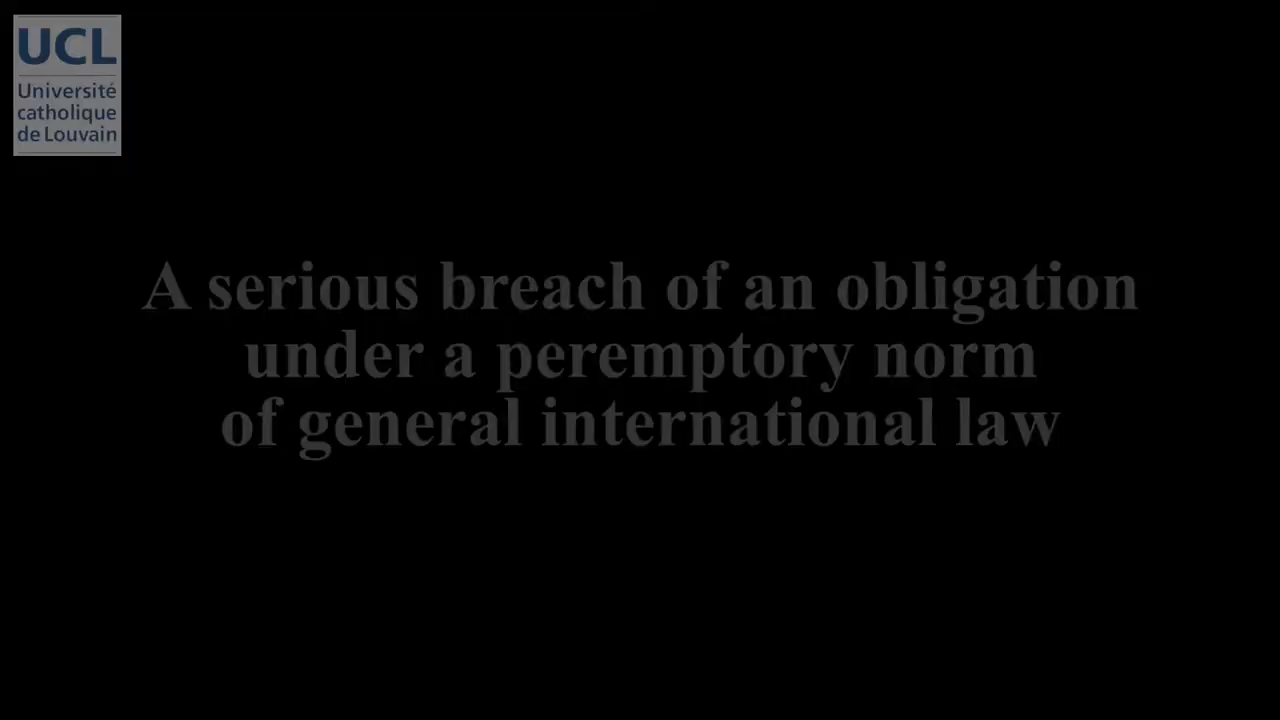 UCL
Université
catholique
de Louvain
A serious breach of an obligation
under a peremptory norm
of general international law